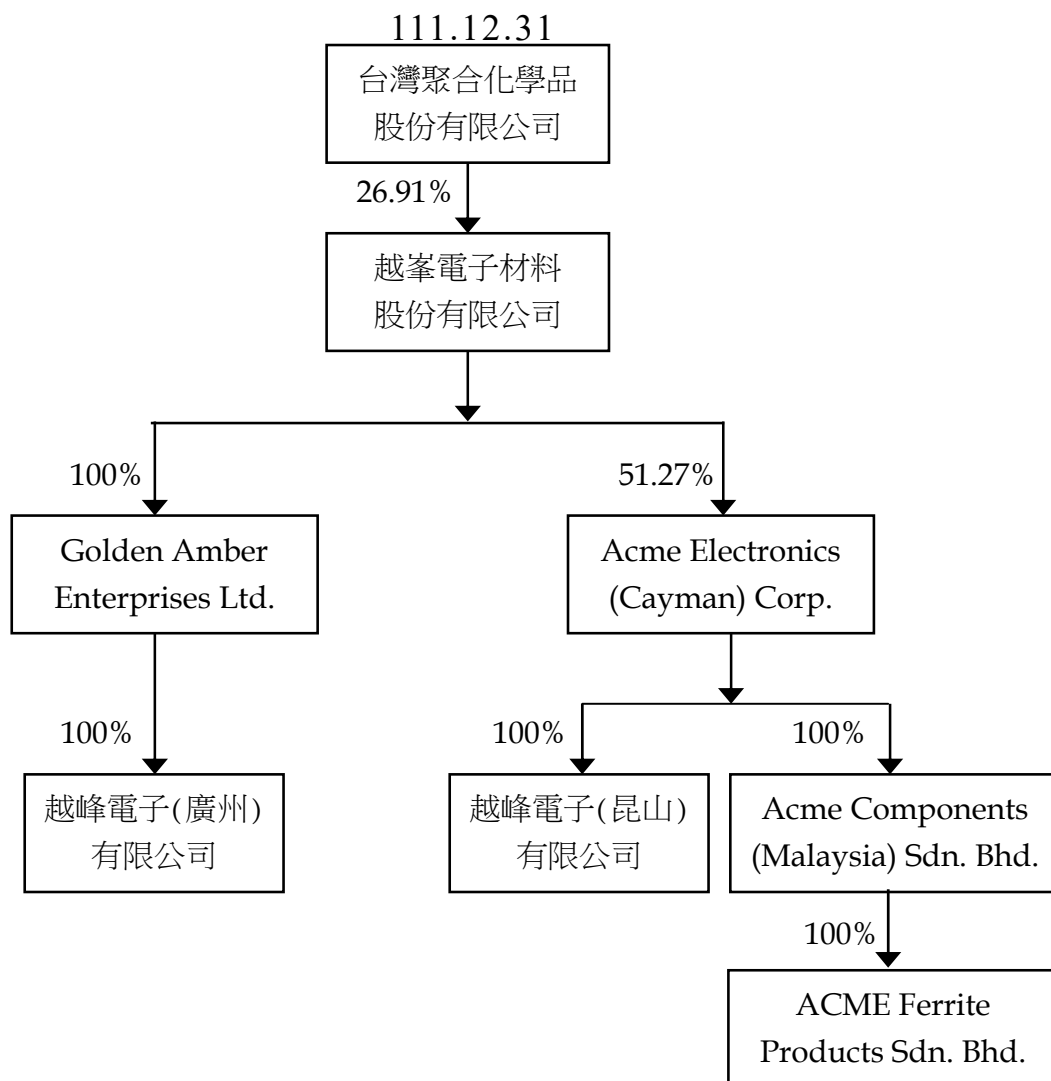 111.12.31
台灣聚合化學品
股份有限公司
26.91%
越峯電子材料
股份有限公司
100%
51.27%
Golden Amber
Enterprises Ltd.
Acme Electronics
(Cayman) Corp.
100%
100%
100%
越峰電子(廣州)
有限公司
越峰電子(昆山)
有限公司
Acme Components
(Malaysia) Sdn. Bhd.
100%
ACME Ferrite
Products Sdn. Bhd.